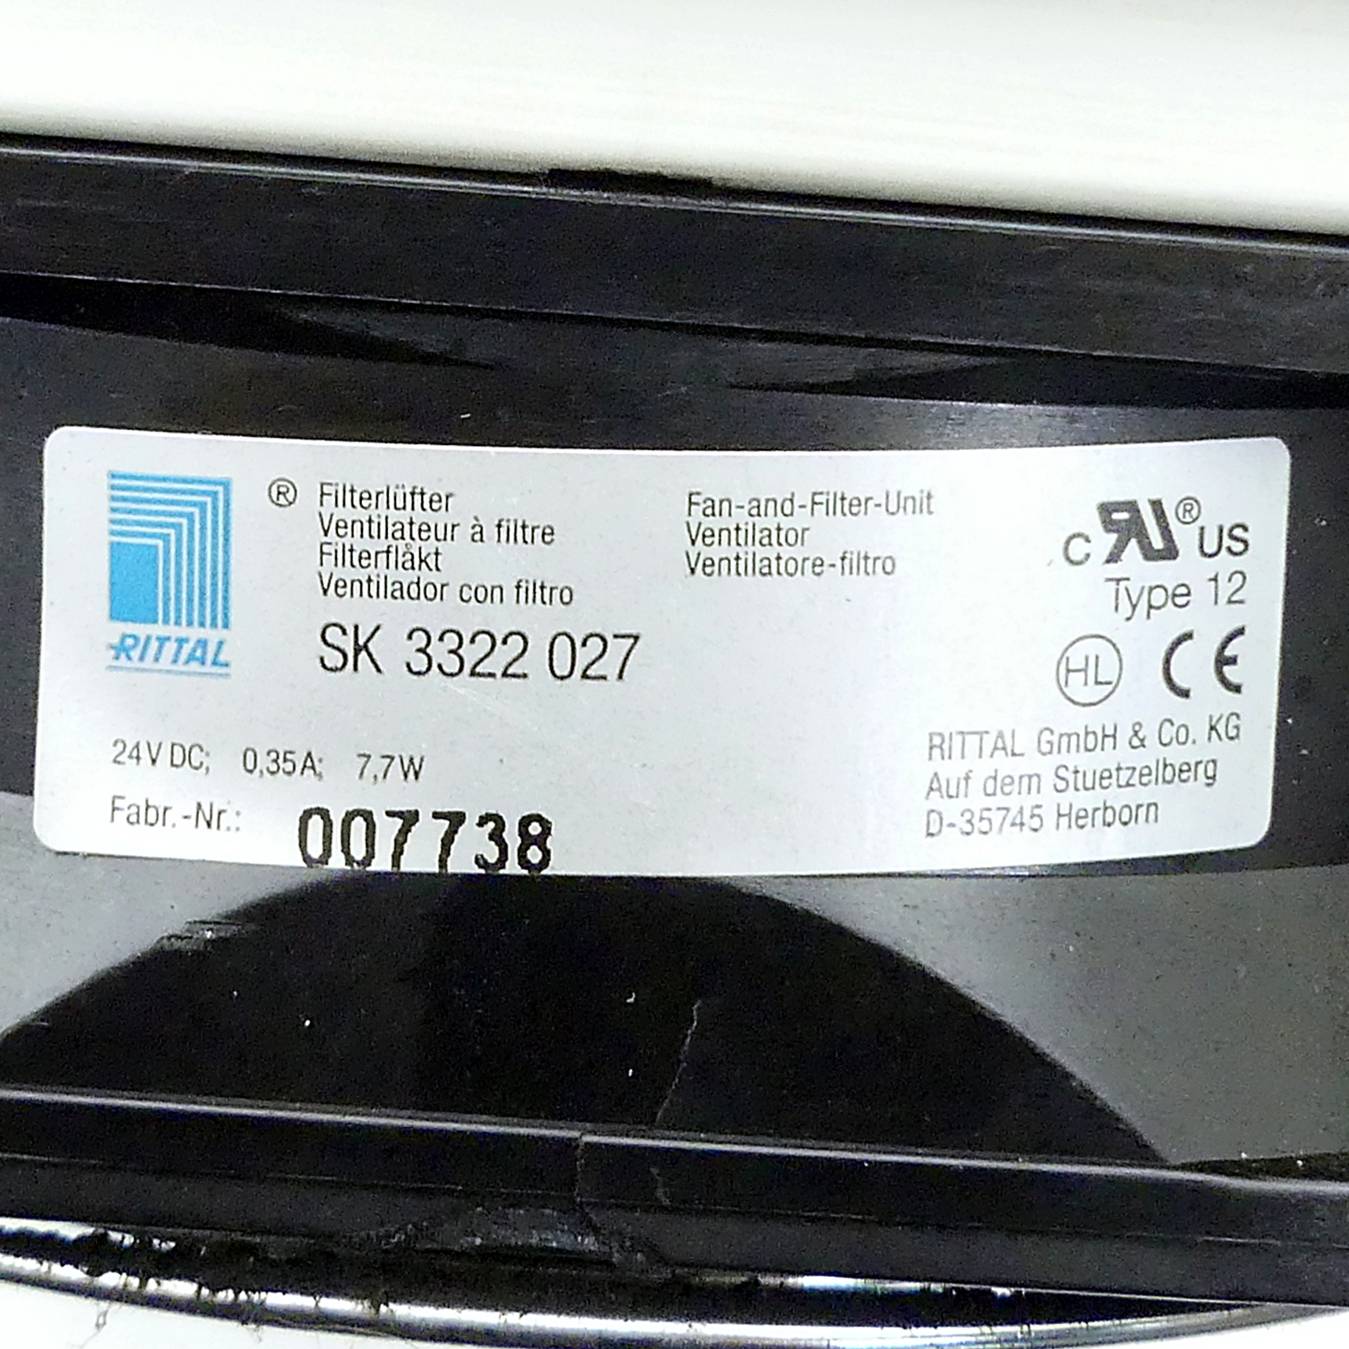 RITTAL
®
Filterlüfter
Ventilateur à filtre
Filterfläkt
Ventilador con filtro
Fan-and-Filter-Unit
Ventilator
Ventilatore-filtro
SK 3322 027
24V DC; 0,35A; 7,7W
Fabr.-Nr.: 007738
c RU® US
Type 12
HL CE
RITTAL GmbH & Co. KG
Auf dem Stuetzelberg
D-35745 Herborn